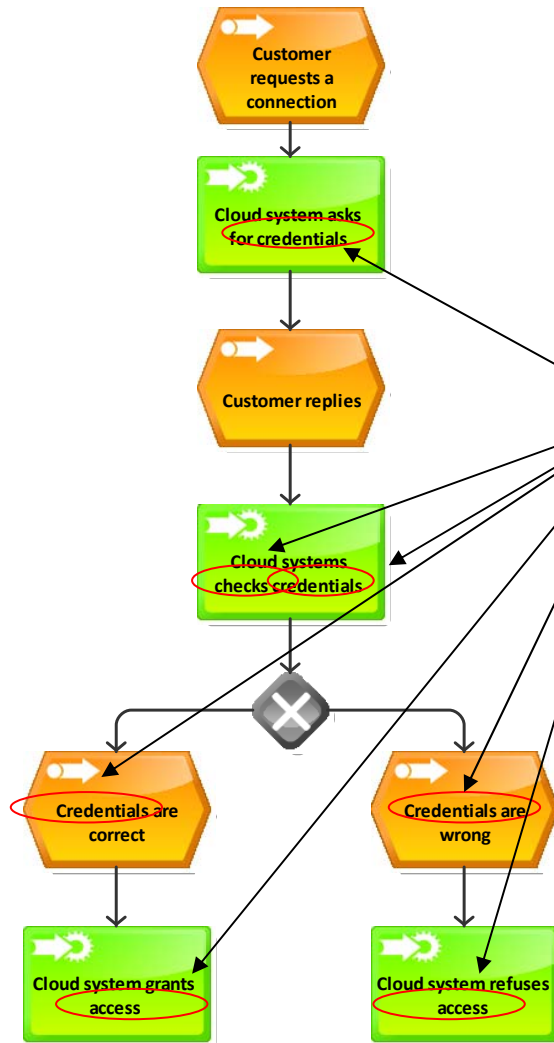 Customer
requests a
connection
Cloud system asks
for credentials
Customer replies
Cloud systems
checks credentials
Credentials are
correct
Credentials are
wrong
Cloud system grants
access
Cloud system refuses
access